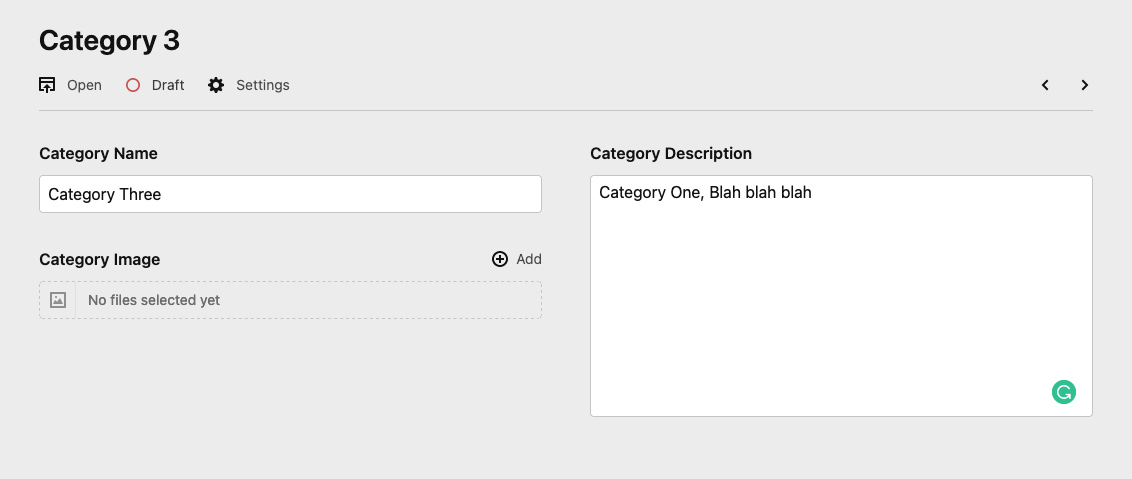 Category 3
Open
Draft
Settings
Category Name
Category Three
Category Image
Add
No files selected yet
Category Description
Category One, Blah blah blah